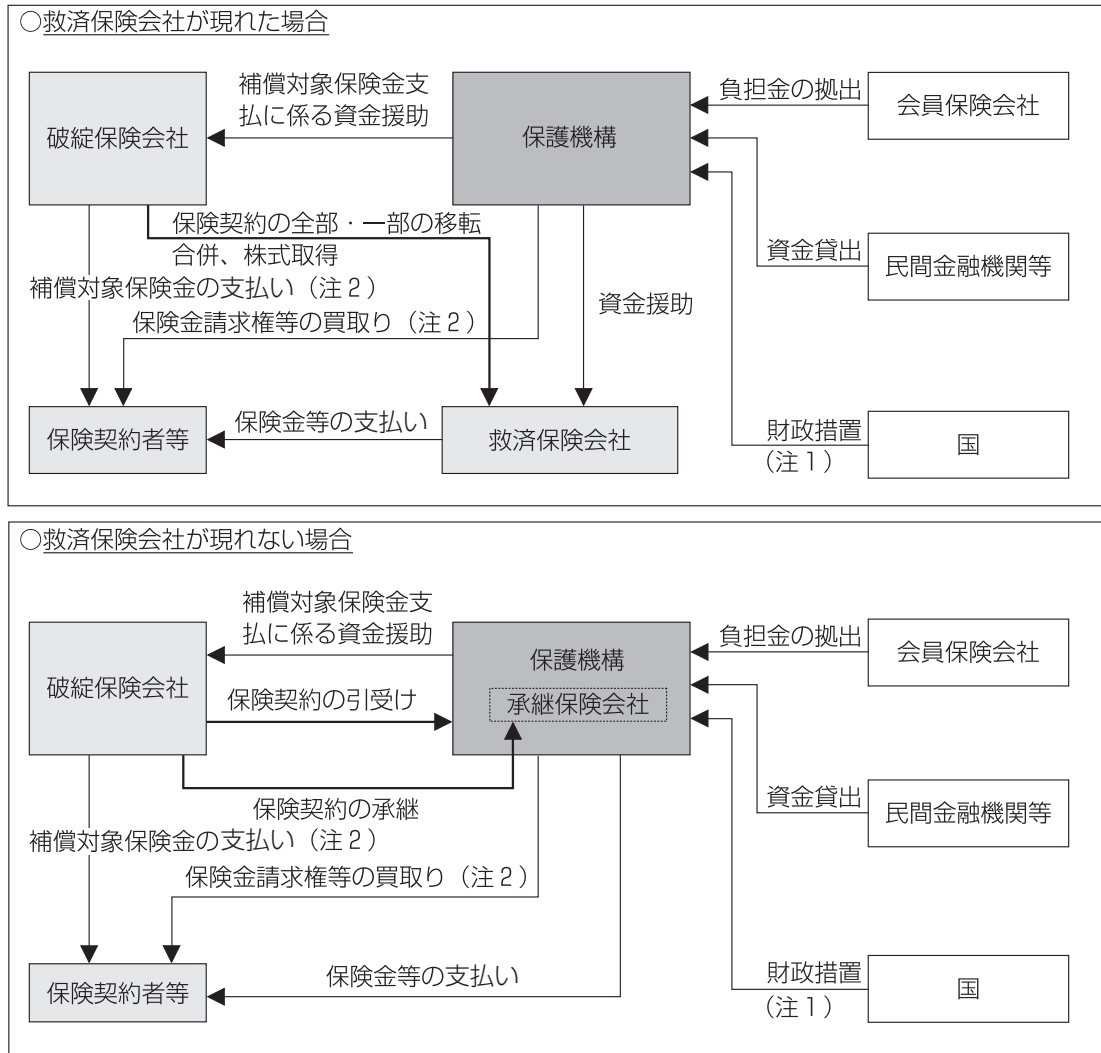 ○救済保険会社が現れた場合
補償対象保険金支
払に係る資金援助
負担金の拠出
会員保険会社
破綻保険会社
保護機構
保険契約の全部・一部の移転
合併、株式取得
資金貸出
民間金融機関等
補償対象保険金の支払い（注２）
資金援助
保険金請求権等の買取り（注２）
保険契約者等
保険金等の支払い
救済保険会社
財政措置
（注１）
国
○救済保険会社が現れない場合
補償対象保険金支
払に係る資金援助
負担金の拠出
会員保険会社
破綻保険会社
保護機構
保険契約の引受け
承継保険会社
保険契約の承継
資金貸出
民間金融機関等
補償対象保険金の支払い（注２）
保険金請求権等の買取り（注２）
保険契約者等
保険金等の支払い
財政措置
（注１）
国